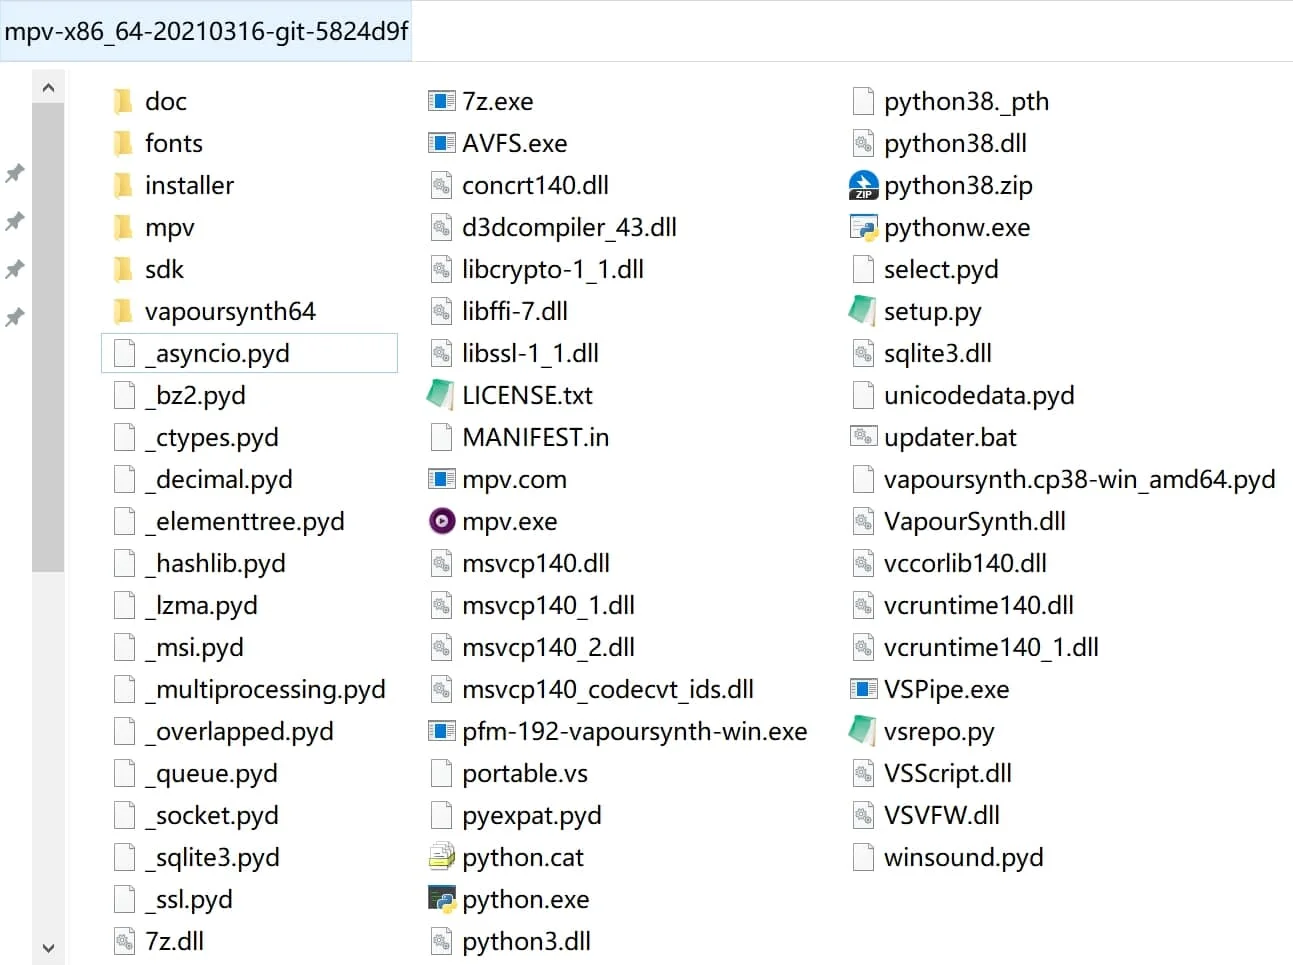 mpv-x86_64-20210316-git-5824d9f
doc
fonts
installer
mpv
sdk
vapoursynth64
_asyncio.pyd
_bz2.pyd
_ctypes.pyd
_decimal.pyd
_elementtree.pyd
_hashlib.pyd
_lzma.pyd
_msi.pyd
_multiprocessing.pyd
_overlapped.pyd
_queue.pyd
_socket.pyd
_sqlite3.pyd
_ssl.pyd
7z.dll
7z.exe
AVFS.exe
concrt140.dll
d3dcompiler_43.dll
libcrypto-1_1.dll
libffi-7.dll
libssl-1_1.dll
LICENSE.txt
MANIFEST.in
mpv.com
mpv.exe
msvcp140.dll
msvcp140_1.dll
msvcp140_2.dll
msvcp140_codecvt_ids.dll
pfm-192-vapoursynth-win.exe
portable.vs
pyexpat.pyd
python.cat
python.exe
python3.dll
python38._pth
python38.dll
ZIP python38.zip
pythonw.exe
select.pyd
setup.py
sqlite3.dll
unicodedata.pyd
updater.bat
vapoursynth.cp38-win_amd64.pyd
VapourSynth.dll
vccorlib140.dll
vcruntime140.dll
vcruntime140_1.dll
VSPipe.exe
vsrepo.py
VSScript.dll
VSVFW.dll
winsound.pyd